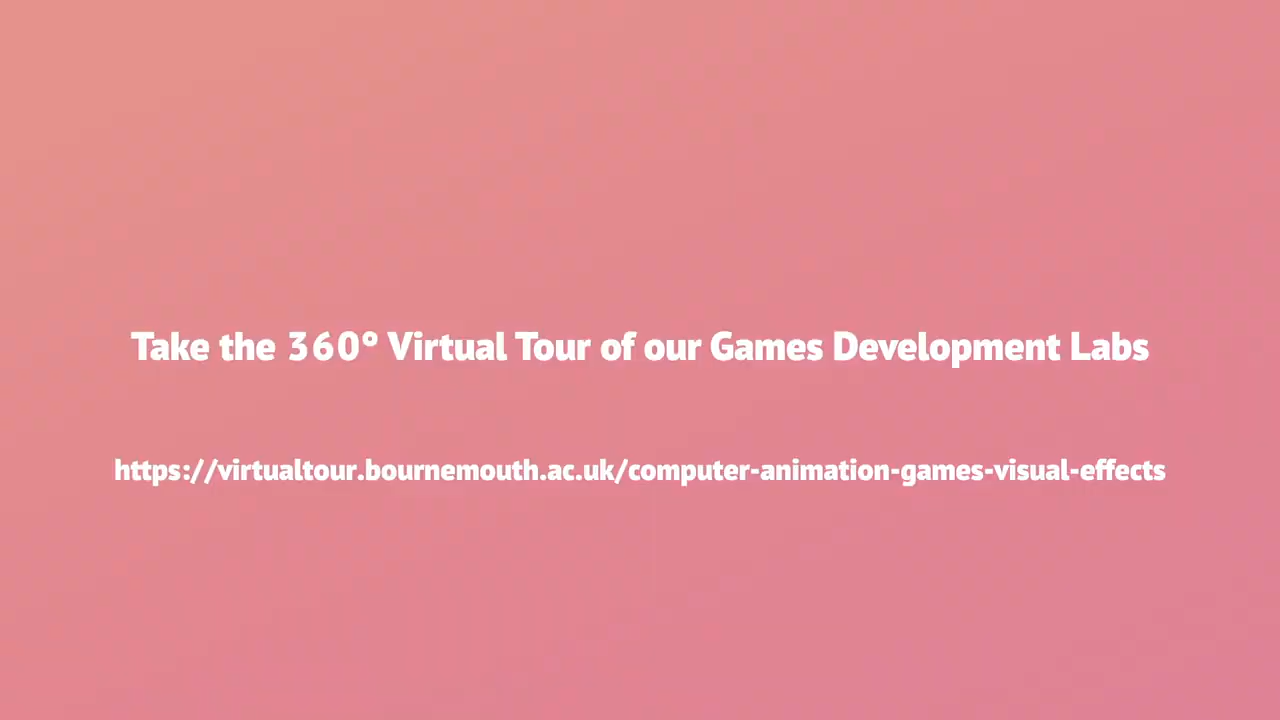 Take the 360° Virtual Tour of our Games Development Labs
https://virtualtour.bournemouth.ac.uk/computer-animation-games-visual-effects